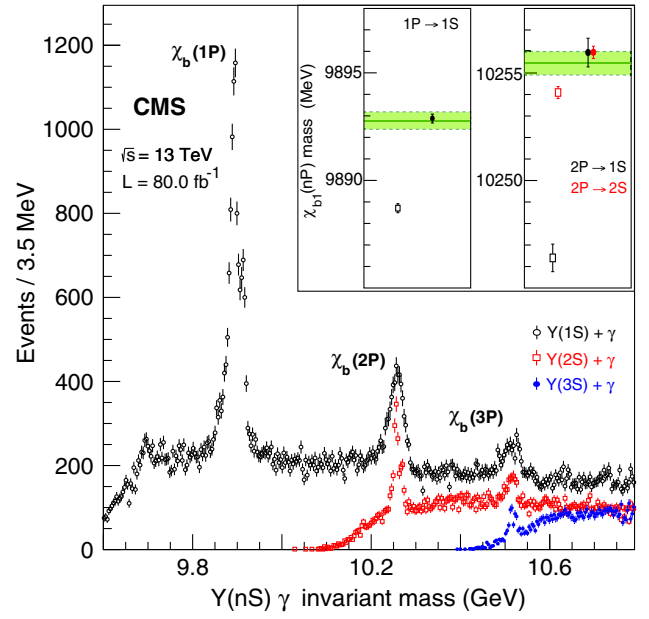 Events / 3.5 MeV
1200
1000
800
600
400
200
0
χb(1P)
CMS
√s = 13 TeV
L = 80.0 fb⁻¹
χb1(nP) mass (MeV)
1P → 1S
9895
9890
10255
10250
2P → 1S
2P → 2S
χb(2P)
χb(3P)
Υ(1S) + γ
Υ(2S) + γ
Υ(3S) + γ
9.8
10.2
10.6
Υ(nS) γ invariant mass (GeV)